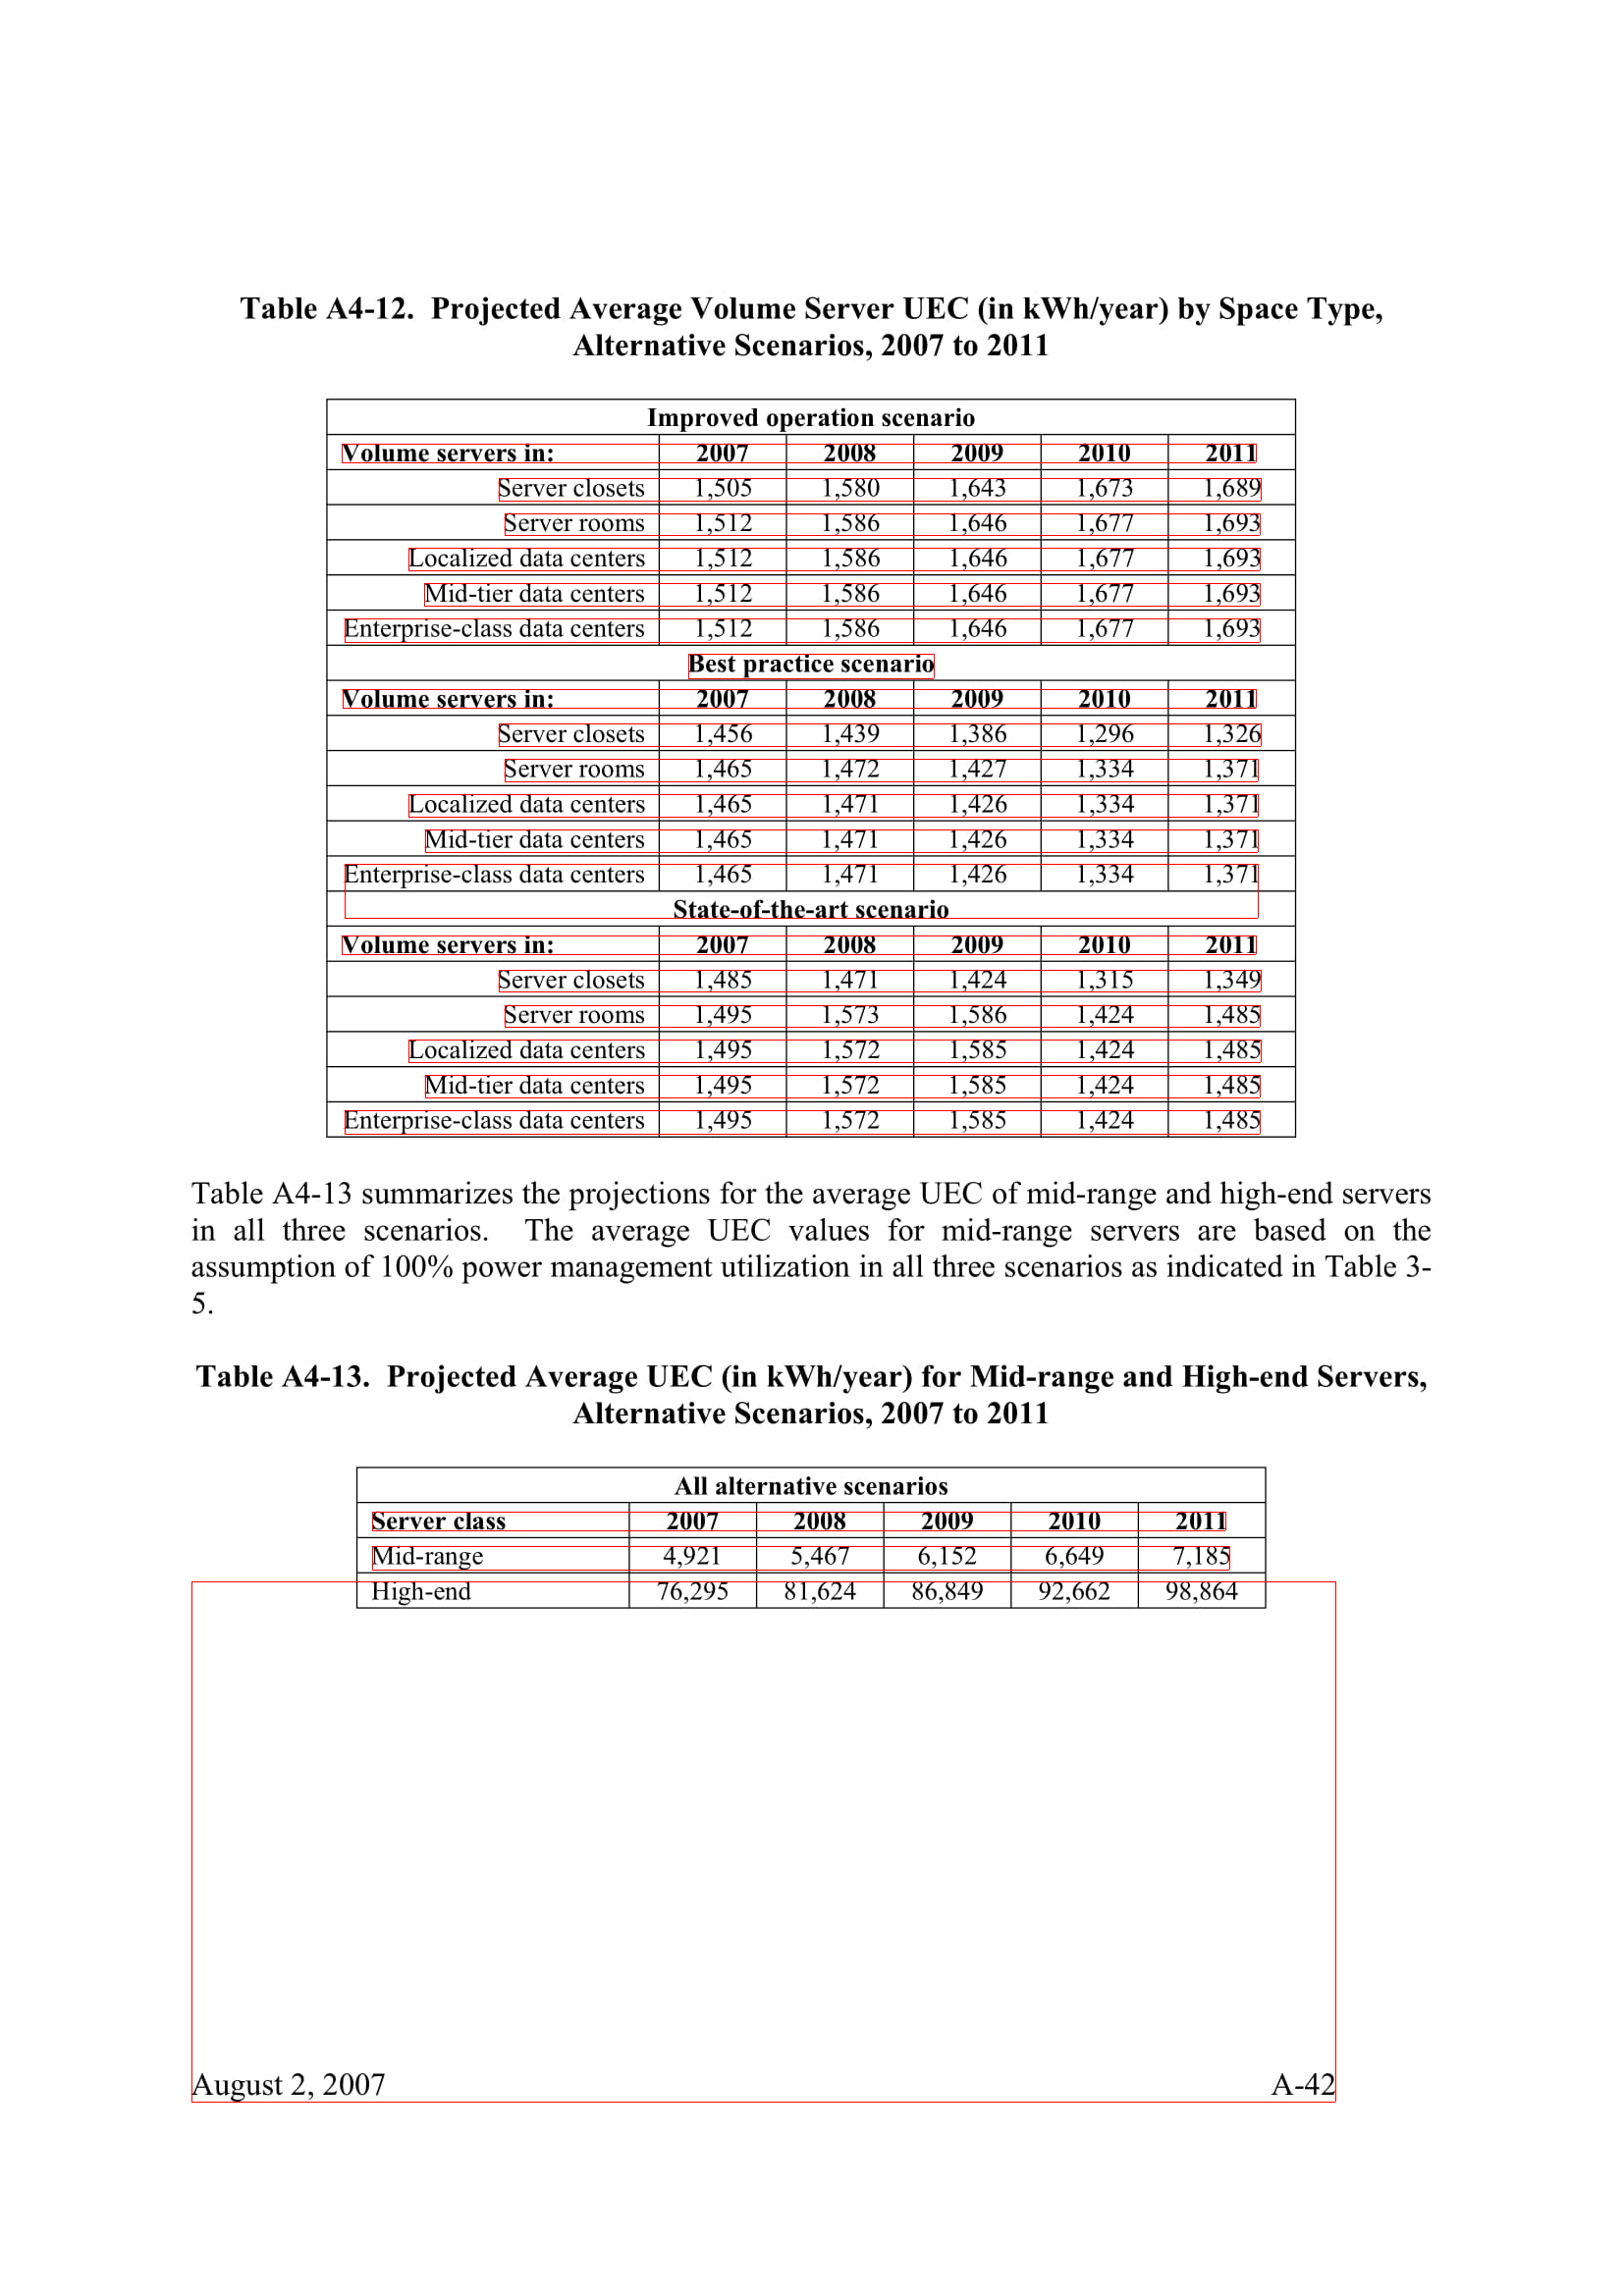 Table A4-12.  Projected Average Volume Server UEC (in kWh/year) by Space Type,
Alternative Scenarios, 2007 to 2011
Improved operation scenario
Volume servers in: 2007 2008 2009 2010 2011
Server closets 1,505 1,580 1,643 1,673 1,689
Server rooms 1,512 1,586 1,646 1,677 1,693
Localized data centers 1,512 1,586 1,646 1,677 1,693
Mid-tier data centers 1,512 1,586 1,646 1,677 1,693
Enterprise-class data centers 1,512 1,586 1,646 1,677 1,693
Best practice scenario
Volume servers in: 2007 2008 2009 2010 2011
Server closets 1,456 1,439 1,386 1,296 1,326
Server rooms 1,465 1,472 1,427 1,334 1,371
Localized data centers 1,465 1,471 1,426 1,334 1,371
Mid-tier data centers 1,465 1,471 1,426 1,334 1,371
Enterprise-class data centers 1,465 1,471 1,426 1,334 1,371
State-of-the-art scenario
Volume servers in: 2007 2008 2009 2010 2011
Server closets 1,485 1,471 1,424 1,315 1,349
Server rooms 1,495 1,573 1,586 1,424 1,485
Localized data centers 1,495 1,572 1,585 1,424 1,485
Mid-tier data centers 1,495 1,572 1,585 1,424 1,485
Enterprise-class data centers 1,495 1,572 1,585 1,424 1,485
Table A4-13 summarizes the projections for the average UEC of mid-range and high-end servers
in all three scenarios.  The average UEC values for mid-range servers are based on the
assumption of 100% power management utilization in all three scenarios as indicated in Table 3-
5.
Table A4-13.  Projected Average UEC (in kWh/year) for Mid-range and High-end Servers,
Alternative Scenarios, 2007 to 2011
All alternative scenarios
Server class 2007 2008 2009 2010 2011
Mid-range 4,921 5,467 6,152 6,649 7,185
High-end 76,295 81,624 86,849 92,662 98,864
August 2, 2007 A-42